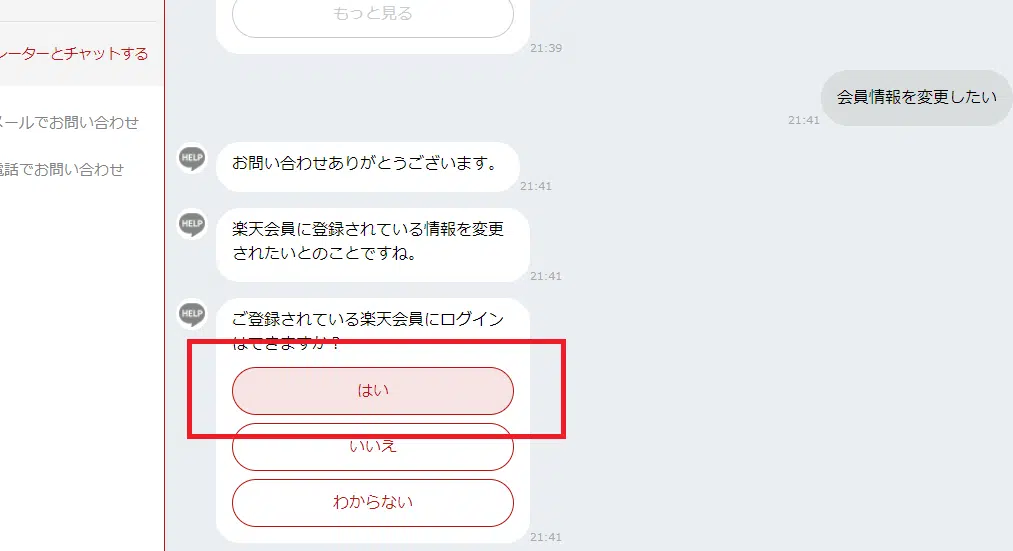 もっと見る
21:39
レーターとチャットする
メールでお問い合わせ
電話でお問い合わせ
会員情報を変更したい
21:41
HELP
お問い合わせありがとうございます。
21:41
HELP
楽天会員に登録されている情報を変更
されたいとのことですね。
21:41
HELP
ご登録されている楽天会員にログイン
はできますか？
はい
いいえ
わからない
21:41